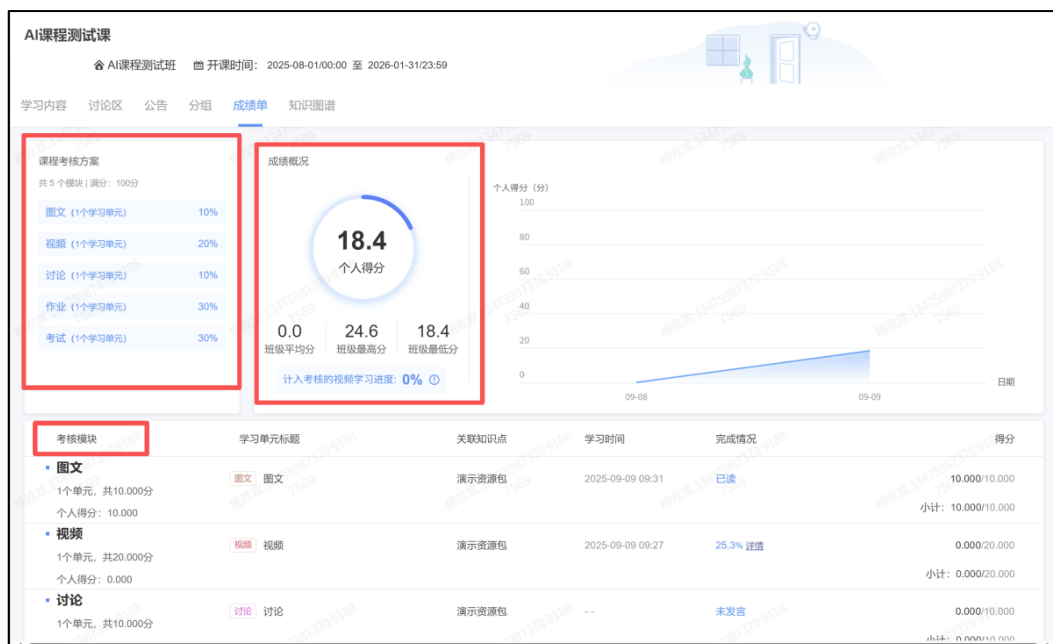 AI课程测试课
AI课程测试班 开课时间： 2025-08-01/00:00 至 2026-01-31/23:59
学习内容 讨论区 公告 分组 成绩单 知识图谱
课程考核方案
共 5 个模块 | 满分：100分
图文 (1个学习单元) 10%
视频 (1个学习单元) 20%
讨论 (1个学习单元) 10%
作业 (1个学习单元) 30%
考试 (1个学习单元) 30%
成绩概况
18.4
个人得分
0.0 24.6 18.4
班级平均分 班级最高分 班级最低分
计入考核的视频学习进度: 0%
个人得分（分）
100
80
60
40
20
0
日期
09-08 09-09
考核模块 学习单元标题 关联知识点 学习时间 完成情况 得分
图文
1个单元，共10.000分
个人得分：10.000
图文 图文 演示资源包 2025-09-09 09:31 已读 10.000/10.000
小计：10.000/10.000
视频
1个单元，共20.000分
个人得分：0.000
视频 视频 演示资源包 2025-09-09 09:27 25.3% 详情 0.000/20.000
小计：0.000/20.000
讨论
1个单元，共10.000分
讨论 讨论 演示资源包 - - 未发言 0.000/10.000
小计：0.000/10.000